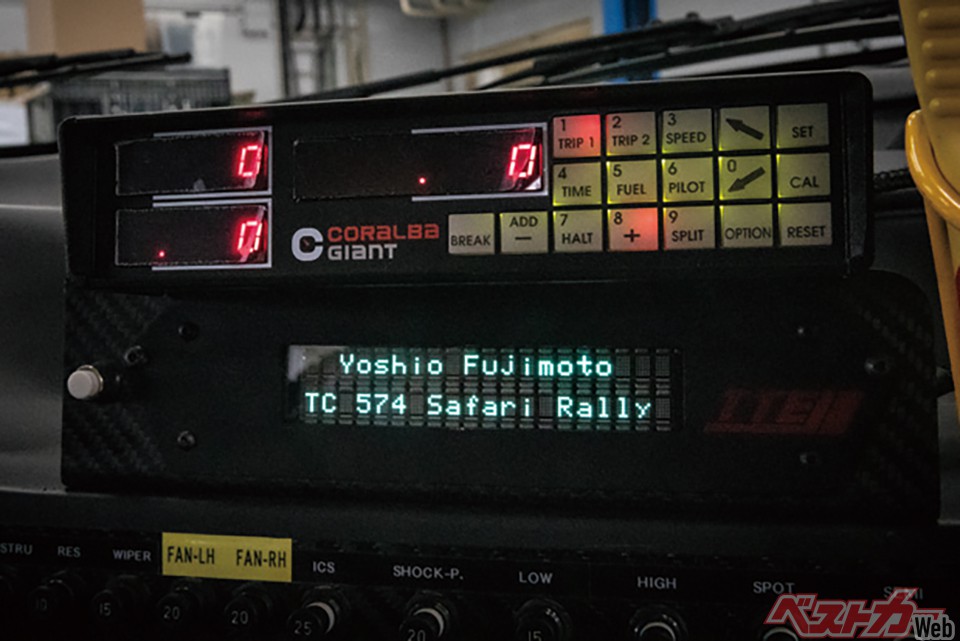 0
0
. 0
CORALBA
GIANT
1 TRIP 1
2 TRIP 2
3 SPEED
SET
4 TIME
5 FUEL
6 PILOT
0
CAL
BREAK
ADD −
7 HALT
8 +
9 SPLIT
OPTION
RESET
Yoshio Fujimoto
TC 574 Safari Rally
STRU RES WIPER FAN-LH FAN-RH ICS SHOCK-P. LOW HIGH SPOT
10 15 20 20 25 20 15
ベストカー Web